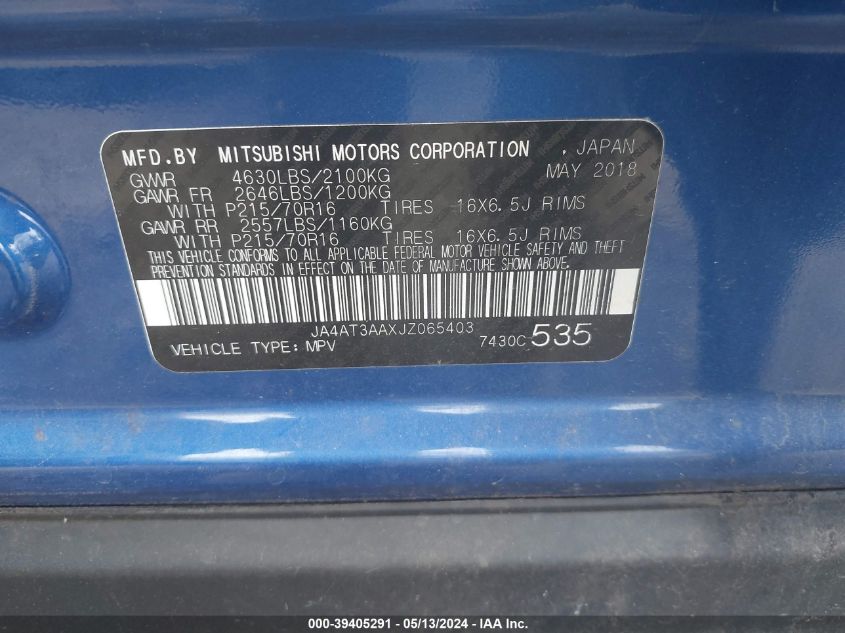 MFD.BY MITSUBISHI MOTORS CORPORATION , JAPAN
GVWR 4630LBS/2100KG MAY 2018
GAWR FR 2646LBS/1200KG
WITH P215/70R16 TIRES 16X6.5J RIMS
GAWR RR 2557LBS/1160KG
WITH P215/70R16 TIRES 16X6.5J RIMS
THIS VEHICLE CONFORMS TO ALL APPLICABLE FEDERAL MOTOR VEHICLE SAFETY AND THEFT
PREVENTION STANDARDS IN EFFECT ON THE DATE OF MANUFACTURE SHOWN ABOVE.
JA4AT3AAXJZ065403
VEHICLE TYPE: MPV 7430C 535
000-39405291 - 05/13/2024 - IAA Inc.